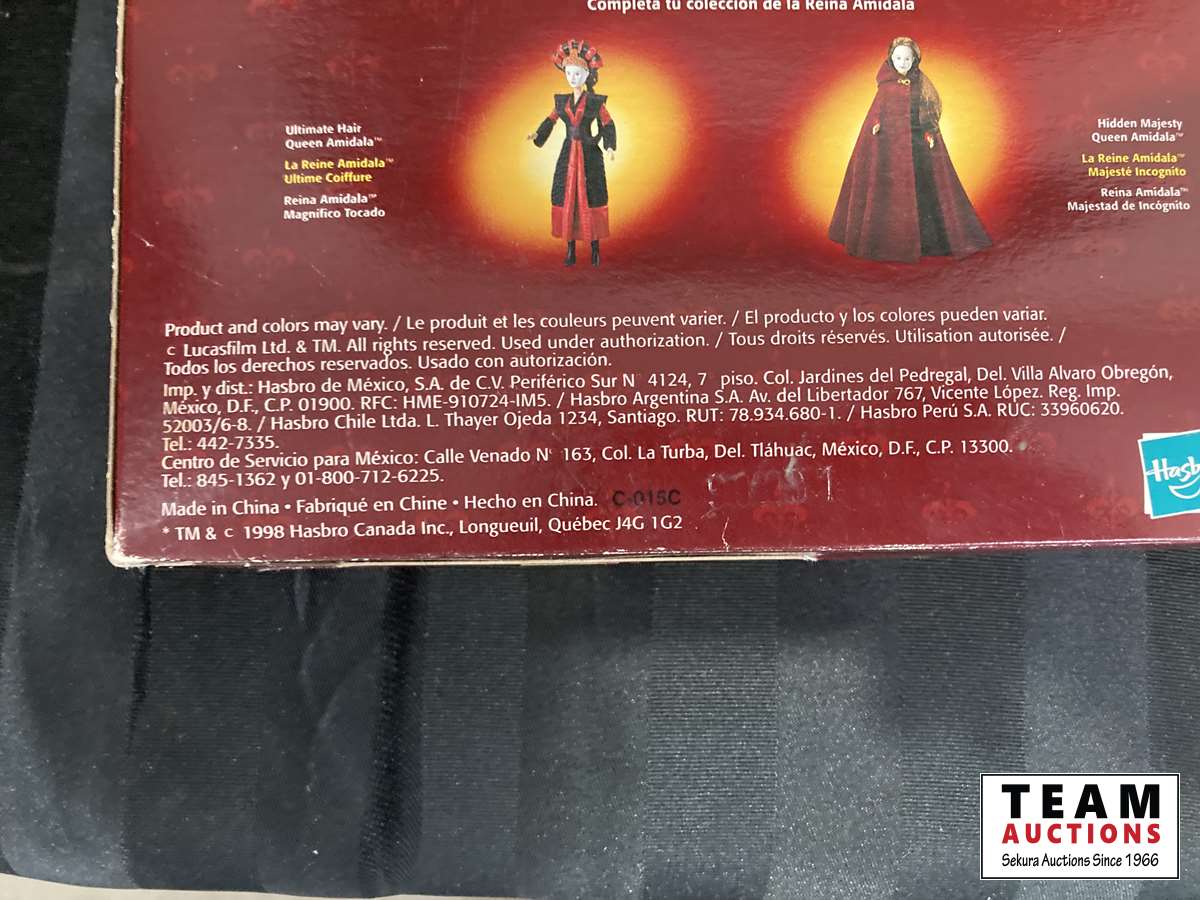 Completa tu colección de la Reina Amidala
Ultimate Hair
Queen Amidala™
La Reine Amidala™
Ultime Coiffure
Reina Amidala™
Magnífico Tocado
Hidden Majesty
Queen Amidala™
La Reine Amidala™
Majesté Incognito
Reina Amidala™
Majestad de Incógnito
Product and colors may vary. / Le produit et les couleurs peuvent varier. / El producto y los colores pueden variar.
c Lucasfilm Ltd. & TM. All rights reserved. Used under authorization. / Tous droits réservés. Utilisation autorisée. /
Todos los derechos reservados. Usado con autorización.
Imp. y dist.: Hasbro de México, S.A. de C.V. Periférico Sur N° 4124, 7 piso. Col. Jardines del Pedregal, Del. Villa Alvaro Obregón,
México, D.F., C.P. 01900. RFC: HME-910724-IM5. / Hasbro Argentina S.A. Av. del Libertador 767, Vicente López. Reg. Imp.
52003/6-8. / Hasbro Chile Ltda. L. Thayer Ojeda 1234, Santiago. RUT: 78.934.680-1. / Hasbro Perú S.A. RUC: 33960620.
Tel.: 442-7335.
Centro de Servicio para México: Calle Venado N° 163, Col. La Turba, Del. Tláhuac, México, D.F., C.P. 13300.
Tel.: 845-1362 y 01-800-712-6225.
Made in China • Fabriqué en Chine • Hecho en China. C-015C
* TM & c 1998 Hasbro Canada Inc., Longueuil, Québec J4G 1G2
Hasb
TEAM
AUCTIONS
Sekura Auctions Since 1966